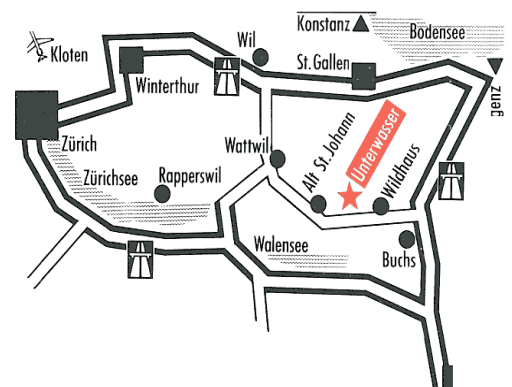 Konstanz
Bodensee
Wil
Kloten
St. Gallen
Winterthur
genz
Zürich
Wattwil
Alt St. Johann
Unterwasser
Wildhaus
Zürichsee
Rapperswil
Walensee
Buchs